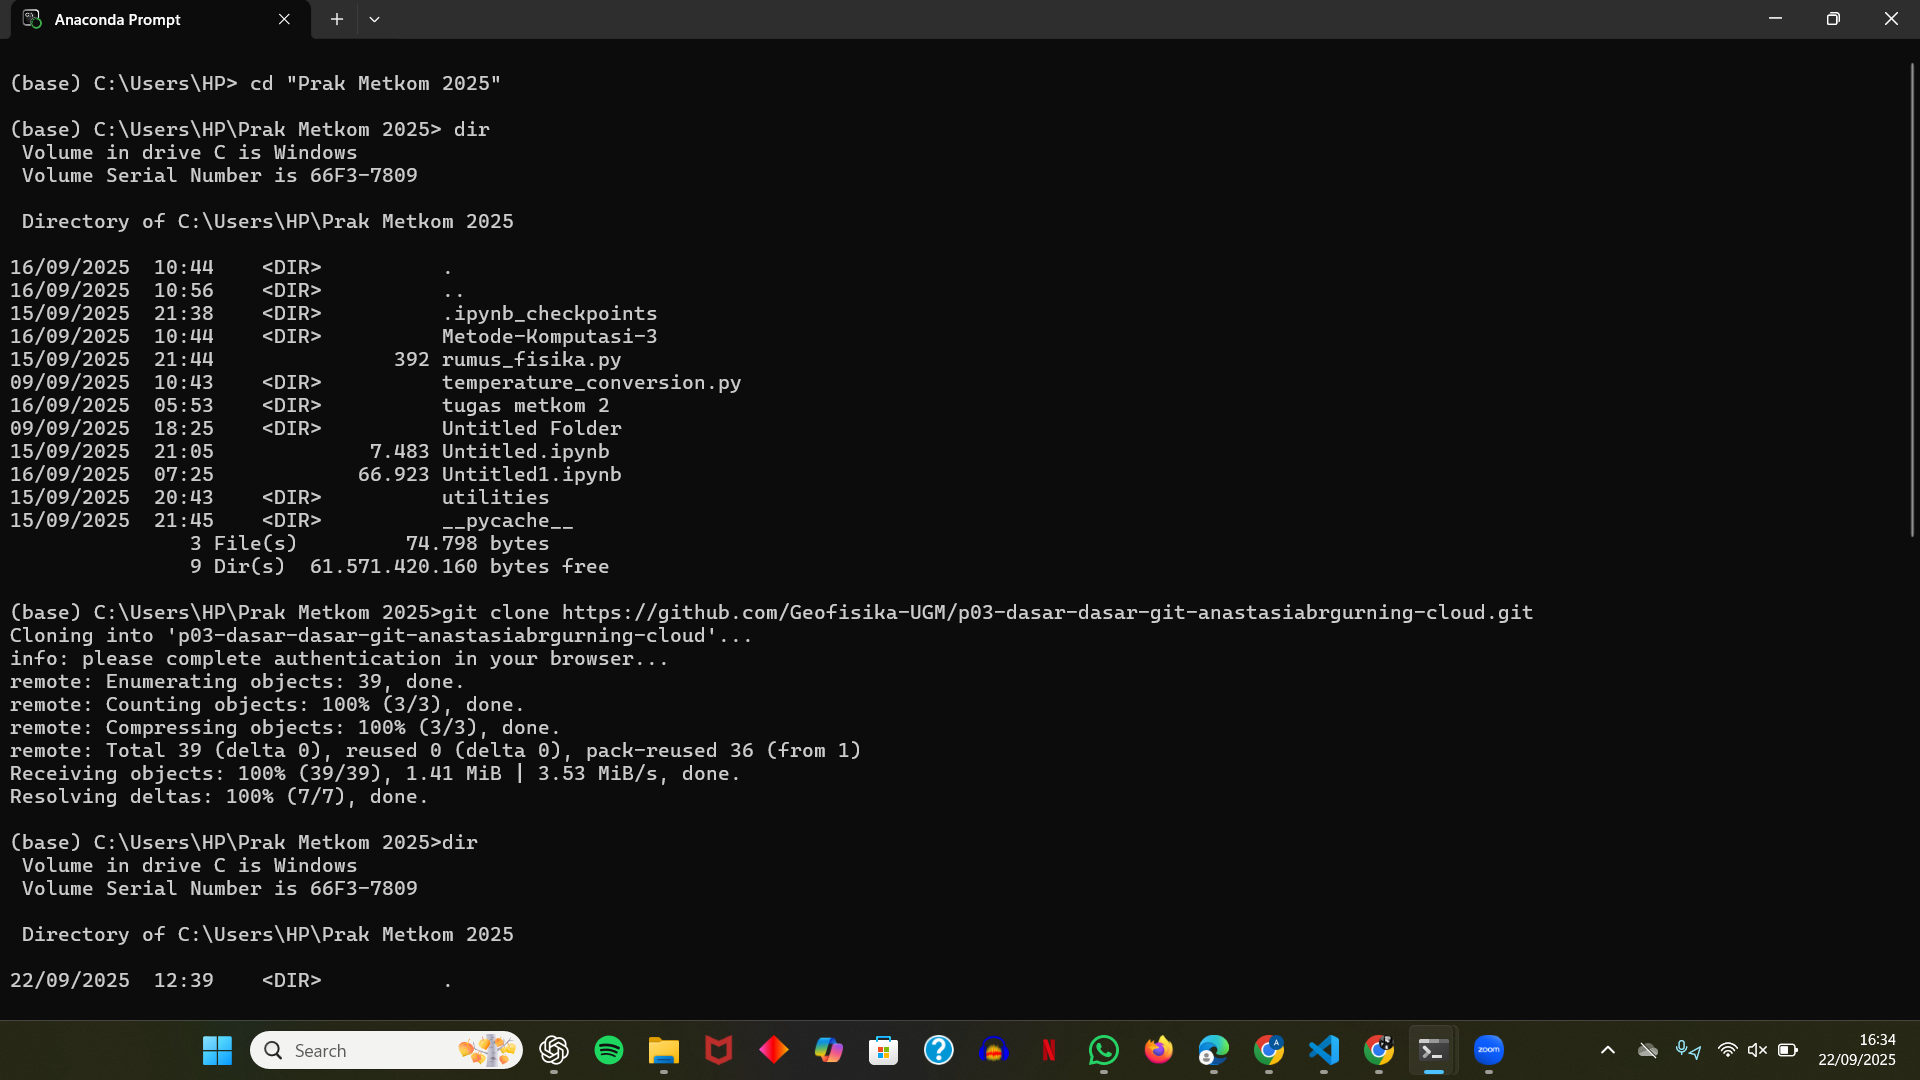 Anaconda Prompt
(base) C:\Users\HP> cd "Prak Metkom 2025"
(base) C:\Users\HP\Prak Metkom 2025> dir
Volume in drive C is Windows
Volume Serial Number is 66F3-7809
Directory of C:\Users\HP\Prak Metkom 2025
16/09/2025  10:44    <DIR>          .
16/09/2025  10:56    <DIR>          ..
15/09/2025  21:38    <DIR>          .ipynb_checkpoints
16/09/2025  10:44    <DIR>          Metode-Komputasi-3
15/09/2025  21:44               392 rumus_fisika.py
09/09/2025  10:43    <DIR>          temperature_conversion.py
16/09/2025  05:53    <DIR>          tugas metkom 2
09/09/2025  18:25    <DIR>          Untitled Folder
15/09/2025  21:05             7.483 Untitled.ipynb
16/09/2025  07:25            66.923 Untitled1.ipynb
15/09/2025  20:43    <DIR>          utilities
15/09/2025  21:45    <DIR>          __pycache__
3 File(s)         74.798 bytes
9 Dir(s)  61.571.420.160 bytes free
(base) C:\Users\HP\Prak Metkom 2025>git clone https://github.com/Geofisika-UGM/p03-dasar-dasar-git-anastasiabrgurning-cloud.git
Cloning into 'p03-dasar-dasar-git-anastasiabrgurning-cloud'...
info: please complete authentication in your browser...
remote: Enumerating objects: 39, done.
remote: Counting objects: 100% (3/3), done.
remote: Compressing objects: 100% (3/3), done.
remote: Total 39 (delta 0), reused 0 (delta 0), pack-reused 36 (from 1)
Receiving objects: 100% (39/39), 1.41 MiB | 3.53 MiB/s, done.
Resolving deltas: 100% (7/7), done.
(base) C:\Users\HP\Prak Metkom 2025>dir
Volume in drive C is Windows
Volume Serial Number is 66F3-7809
Directory of C:\Users\HP\Prak Metkom 2025
22/09/2025  12:39    <DIR>          .
Search
zoom
16:34
22/09/2025